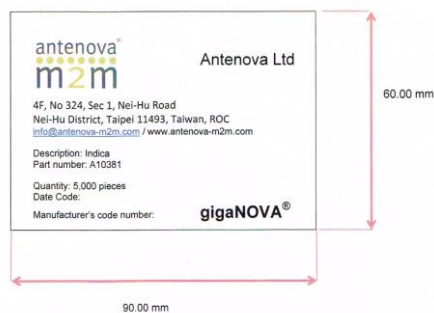 antenova®
m2m
Antenova Ltd
4F, No 324, Sec 1, Nei-Hu Road
Nei-Hu District, Taipei 11493, Taiwan, ROC
info@antenova-m2m.com / www.antenova-m2m.com
Description: Indica
Part number: A10381
Quantity: 5,000 pieces
Date Code:
Manufacturer's code number:
gigaNOVA®
60.00 mm
90.00 mm